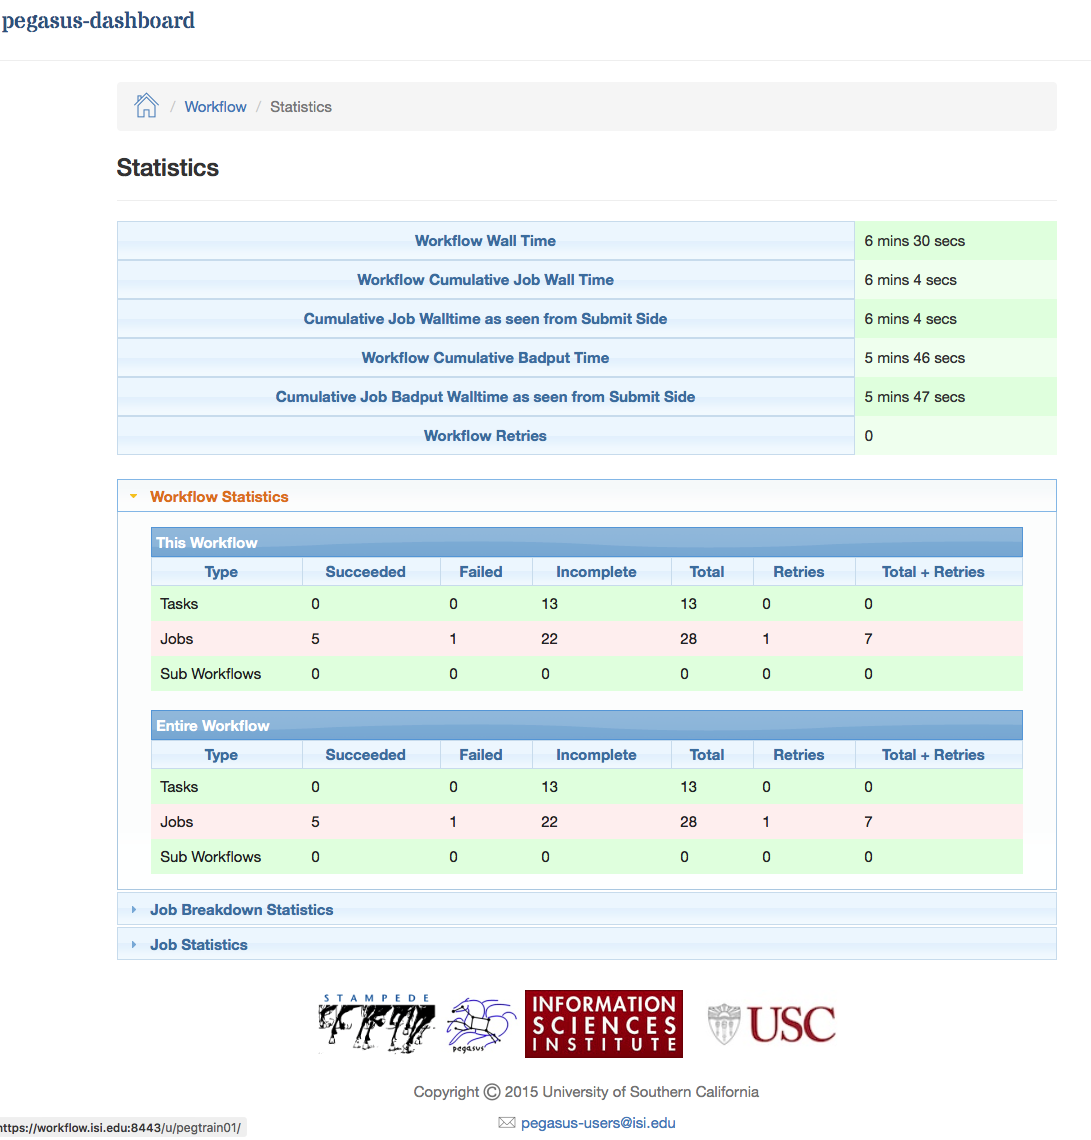 pegasus-dashboard
/ Workflow / Statistics
Statistics
Workflow Wall Time 6 mins 30 secs
Workflow Cumulative Job Wall Time 6 mins 4 secs
Cumulative Job Walltime as seen from Submit Side 6 mins 4 secs
Workflow Cumulative Badput Time 5 mins 46 secs
Cumulative Job Badput Walltime as seen from Submit Side 5 mins 47 secs
Workflow Retries 0
Workflow Statistics
This Workflow
Type Succeeded Failed Incomplete Total Retries Total + Retries
Tasks 0 0 13 13 0 0
Jobs 5 1 22 28 1 7
Sub Workflows 0 0 0 0 0 0
Entire Workflow
Type Succeeded Failed Incomplete Total Retries Total + Retries
Tasks 0 0 13 13 0 0
Jobs 5 1 22 28 1 7
Sub Workflows 0 0 0 0 0 0
Job Breakdown Statistics
Job Statistics
STAMPEDE
pegasus
INFORMATION
SCIENCES
INSTITUTE
USC
Copyright © 2015 University of Southern California
pegasus-users@isi.edu
https://workflow.isi.edu:8443/u/pegtrain01/